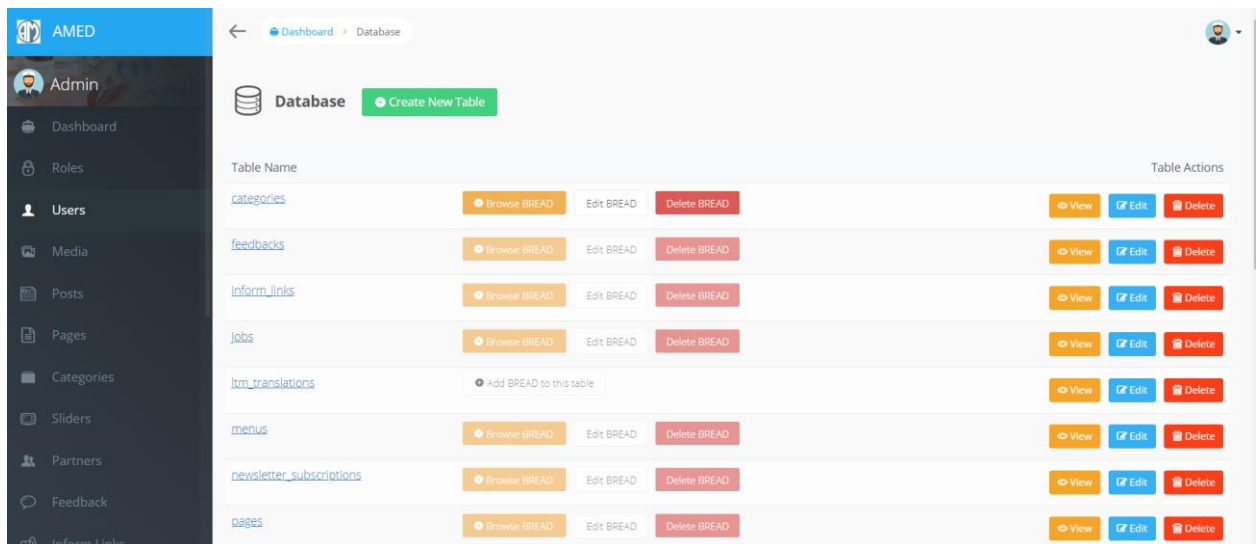 AMED
Dashboard > Database
Admin
Dashboard
Roles
Users
Media
Posts
Pages
Categories
Sliders
Partners
Feedback
Inform Links
Database Create New Table
Table Name Table Actions
categories Browse BREAD Edit BREAD Delete BREAD View Edit Delete
feedbacks Browse BREAD Edit BREAD Delete BREAD View Edit Delete
inform_links Browse BREAD Edit BREAD Delete BREAD View Edit Delete
jobs Browse BREAD Edit BREAD Delete BREAD View Edit Delete
ltm_translations Add BREAD to this table View Edit Delete
menus Browse BREAD Edit BREAD Delete BREAD View Edit Delete
newsletter_subscriptions Browse BREAD Edit BREAD Delete BREAD View Edit Delete
pages Browse BREAD Edit BREAD Delete BREAD View Edit Delete